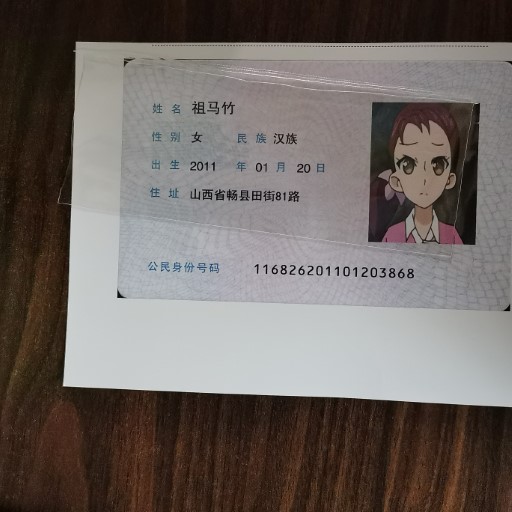 姓名 祖马竹
性别 女 民族 汉族
出生 2011 年 01 月 20 日
住址 山西省畅县田街81路
公民身份号码 116826201101203868